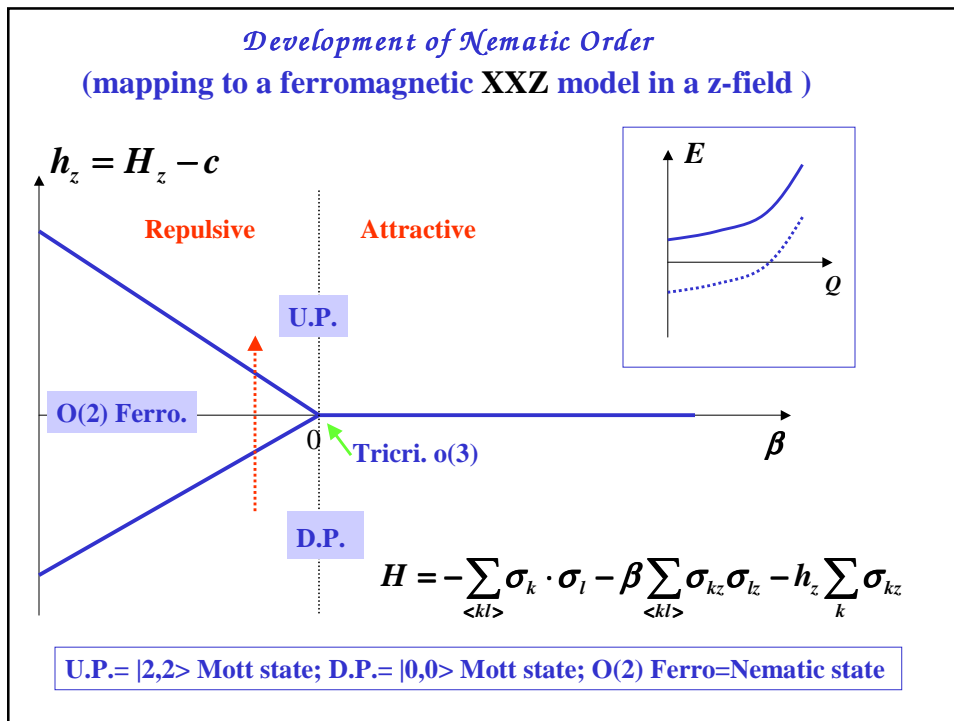 Development of Nematic Order
(mapping to a ferromagnetic XXZ model in a z-field )
h_z = H_z − c
E
Repulsive
Attractive
Q
U.P.
O(2) Ferro.
0
β
Tricri. o(3)
D.P.
H = −∑_{<kl>} σ_k · σ_l − β∑_{<kl>} σ_{kz}σ_{lz} − h_z∑_k σ_{kz}
U.P.= |2,2> Mott state; D.P.= |0,0> Mott state; O(2) Ferro=Nematic state